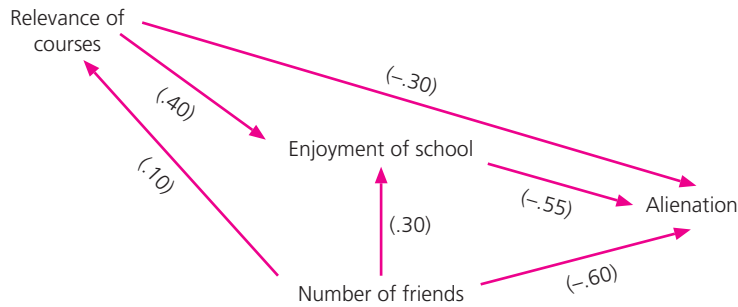 Relevance of
courses
(–.30)
(.40)
Enjoyment of school
(.10)
(–.55)
Alienation
(.30)
(–.60)
Number of friends